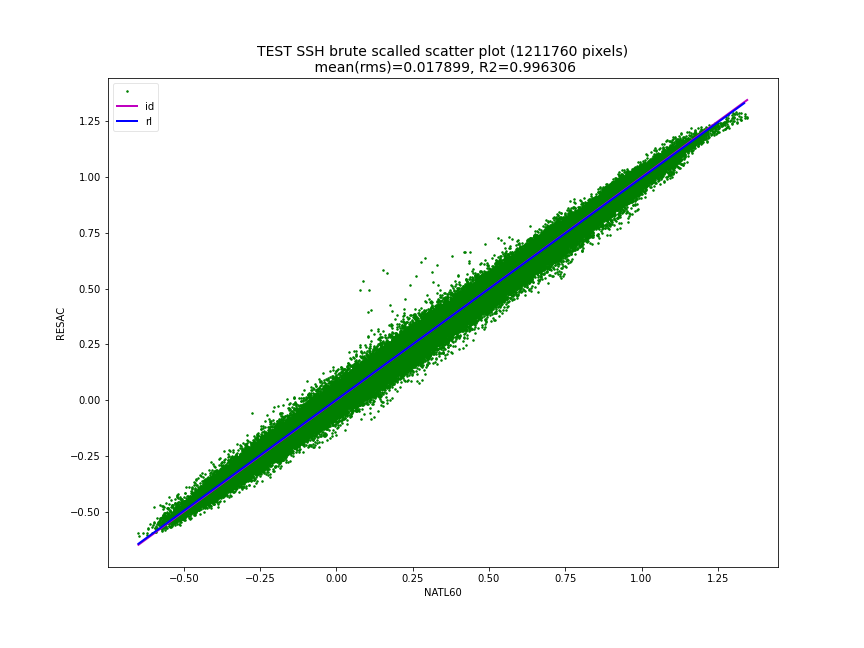 TEST SSH brute scalled scatter plot (1211760 pixels)
mean(rms)=0.017899, R2=0.996306
id
rl
1.25
1.00
0.75
0.50
0.25
0.00
−0.25
−0.50
RESAC
−0.50 −0.25 0.00 0.25 0.50 0.75 1.00 1.25
NATL60